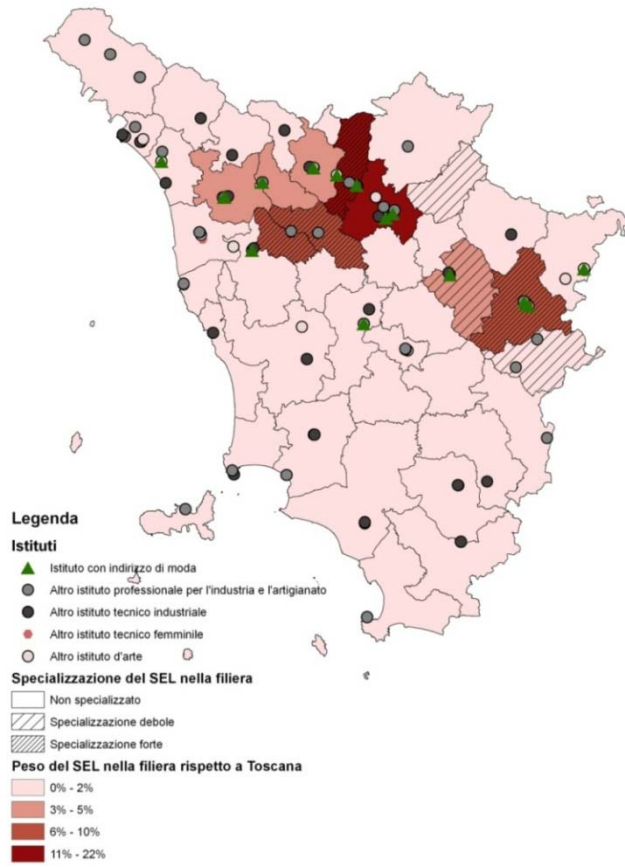 Legenda
Istituti
Istituto con indirizzo di moda
Altro istituto professionale per l'industria e l'artigianato
Altro istituto tecnico industriale
Altro istituto tecnico femminile
Altro istituto d'arte
Specializzazione del SEL nella filiera
Non specializzato
Specializzazione debole
Specializzazione forte
Peso del SEL nella filiera rispetto a Toscana
0% - 2%
3% - 5%
6% - 10%
11% - 22%